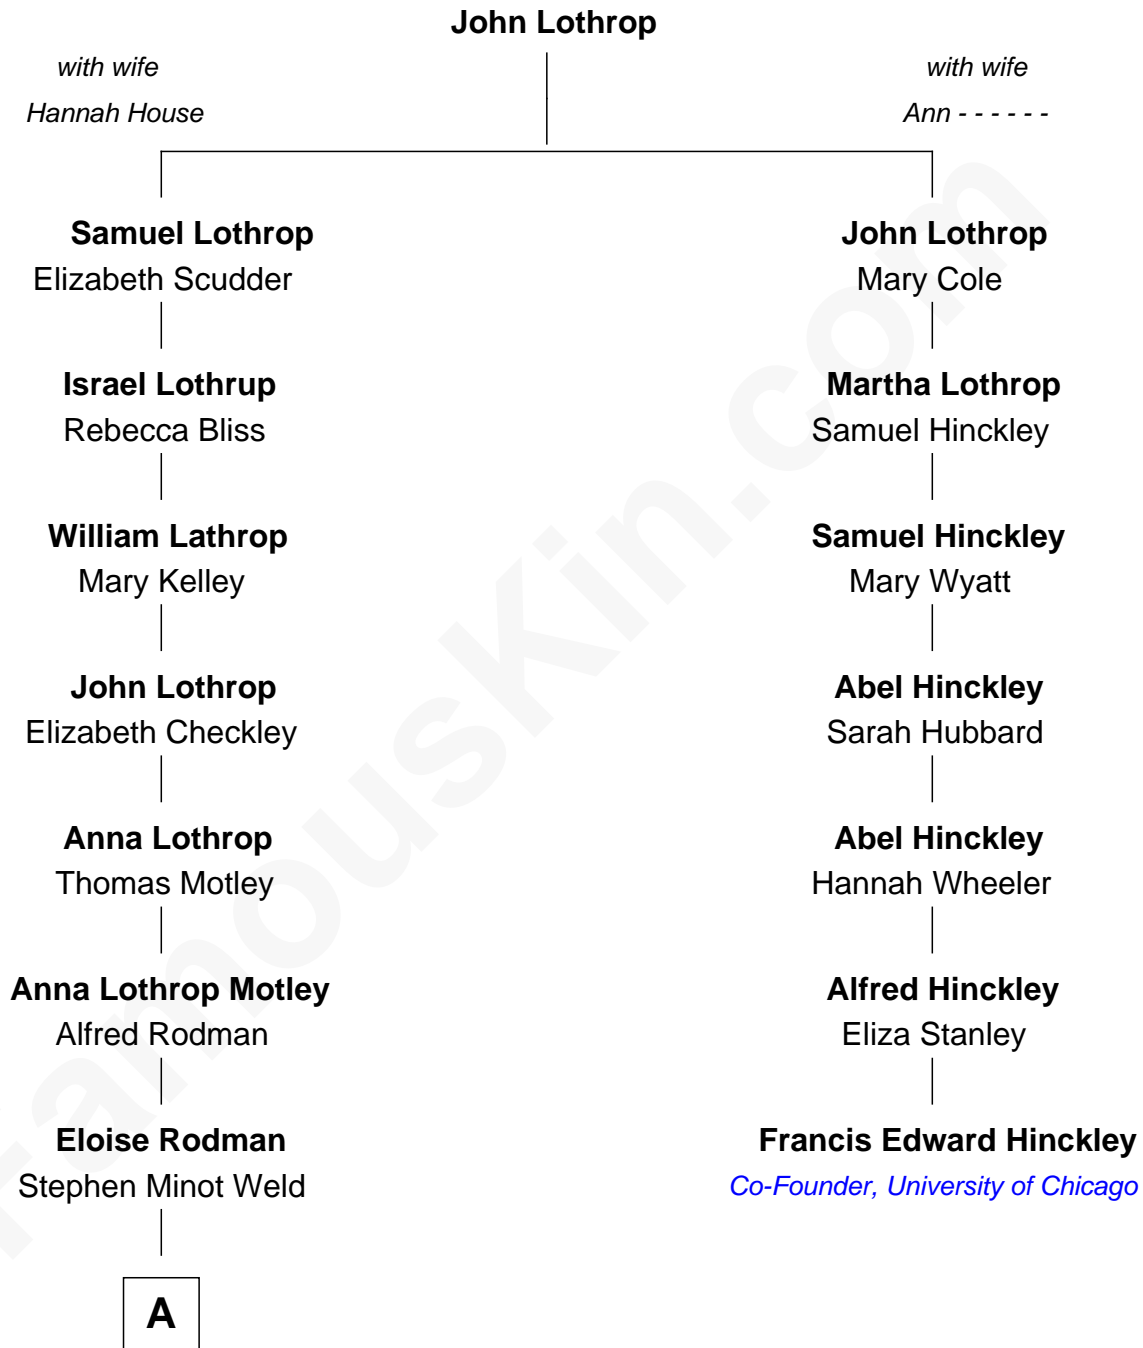 John Lothrop
with wife
Hannah House
with wife
Ann - - - - - -
Samuel Lothrop
Elizabeth Scudder
Israel Lothrup
Rebecca Bliss
William Lathrop
Mary Kelley
John Lothrop
Elizabeth Checkley
Anna Lothrop
Thomas Motley
Anna Lothrop Motley
Alfred Rodman
Eloise Rodman
Stephen Minot Weld
A
John Lothrop
Mary Cole
Martha Lothrop
Samuel Hinckley
Samuel Hinckley
Mary Wyatt
Abel Hinckley
Sarah Hubbard
Abel Hinckley
Hannah Wheeler
Alfred Hinckley
Eliza Stanley
Francis Edward Hinckley
Co-Founder, University of Chicago
FamousKin.com